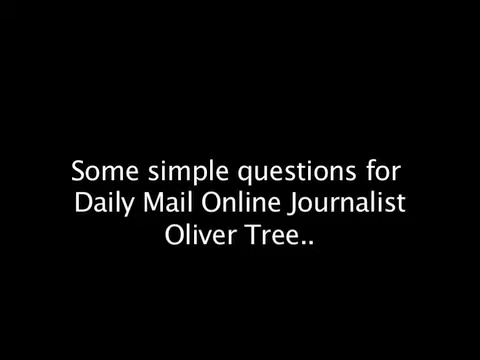 Some simple questions for
Daily Mail Online Journalist
Oliver Tree..